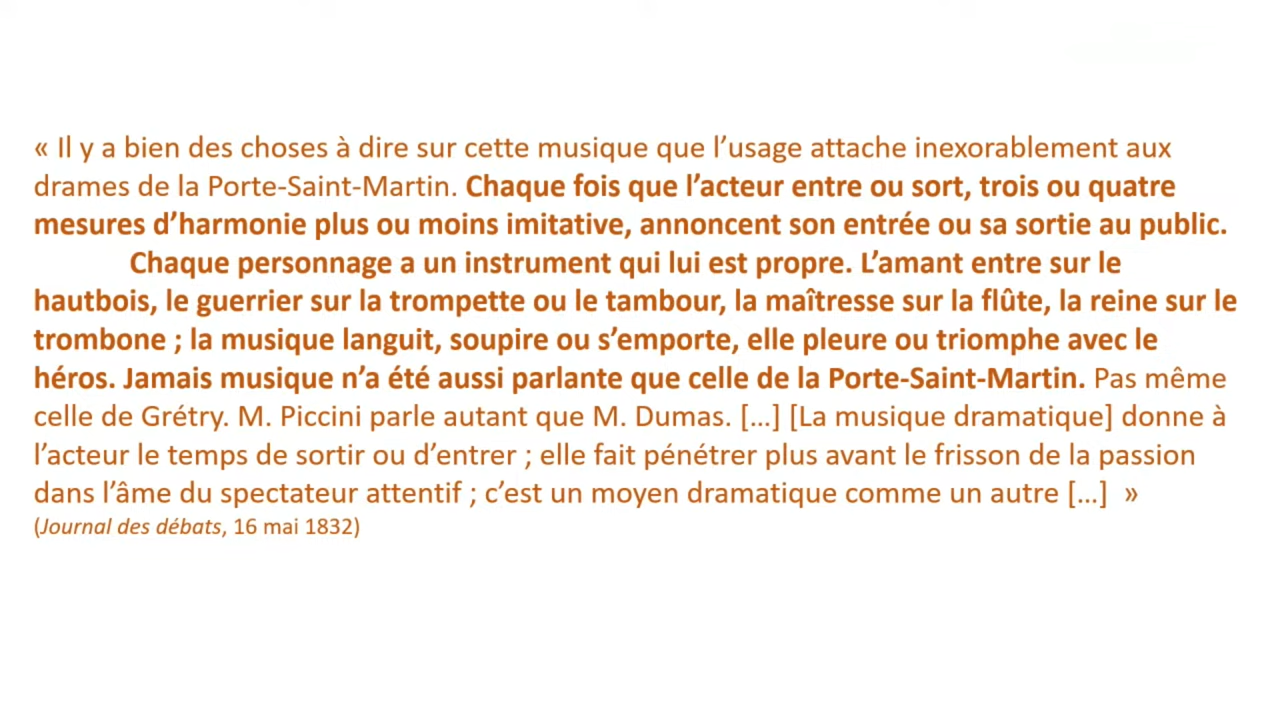 « Il y a bien des choses à dire sur cette musique que l’usage attache inexorablement aux
drames de la Porte-Saint-Martin. Chaque fois que l’acteur entre ou sort, trois ou quatre
mesures d’harmonie plus ou moins imitative, annoncent son entrée ou sa sortie au public.
Chaque personnage a un instrument qui lui est propre. L’amant entre sur le
hautbois, le guerrier sur la trompette ou le tambour, la maîtresse sur la flûte, la reine sur le
trombone ; la musique languit, soupire ou s’emporte, elle pleure ou triomphe avec le
héros. Jamais musique n’a été aussi parlante que celle de la Porte-Saint-Martin. Pas même
celle de Grétry. M. Piccini parle autant que M. Dumas. […] [La musique dramatique] donne à
l’acteur le temps de sortir ou d’entrer ; elle fait pénétrer plus avant le frisson de la passion
dans l’âme du spectateur attentif ; c’est un moyen dramatique comme un autre […] »
(Journal des débats, 16 mai 1832)